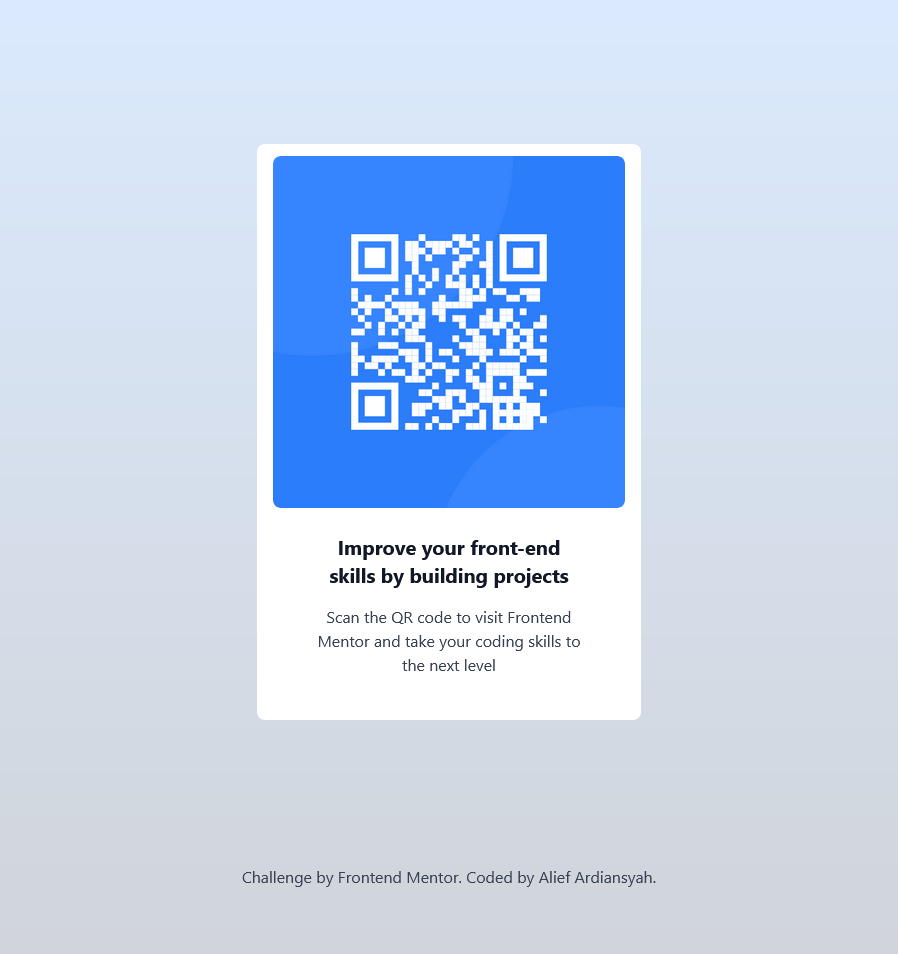 Improve your front-end
skills by building projects
Scan the QR code to visit Frontend
Mentor and take your coding skills to
the next level
Challenge by Frontend Mentor. Coded by Alief Ardiansyah.